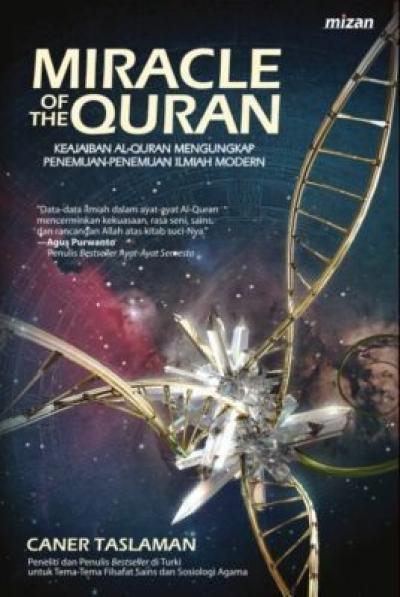 mizan
MIRACLE
OF
THE QURAN
KEAJAIBAN AL-QURAN MENGUNGKAP
PENEMUAN-PENEMUAN ILMIAH MODERN
"Data-data ilmiah dalam ayat-ayat Al-Quran
mencerminkan kekuasaan, rasa seni, sains,
dan rancangan Allah atas kitab suci-Nya."
—Agus Purwanto
Penulis Bestseller Ayat-Ayat Semesta
CANER TASLAMAN
Peneliti dan Penulis Bestseller di Turki
untuk Tema-Tema Filsafat Sains dan Sosiologi Agama